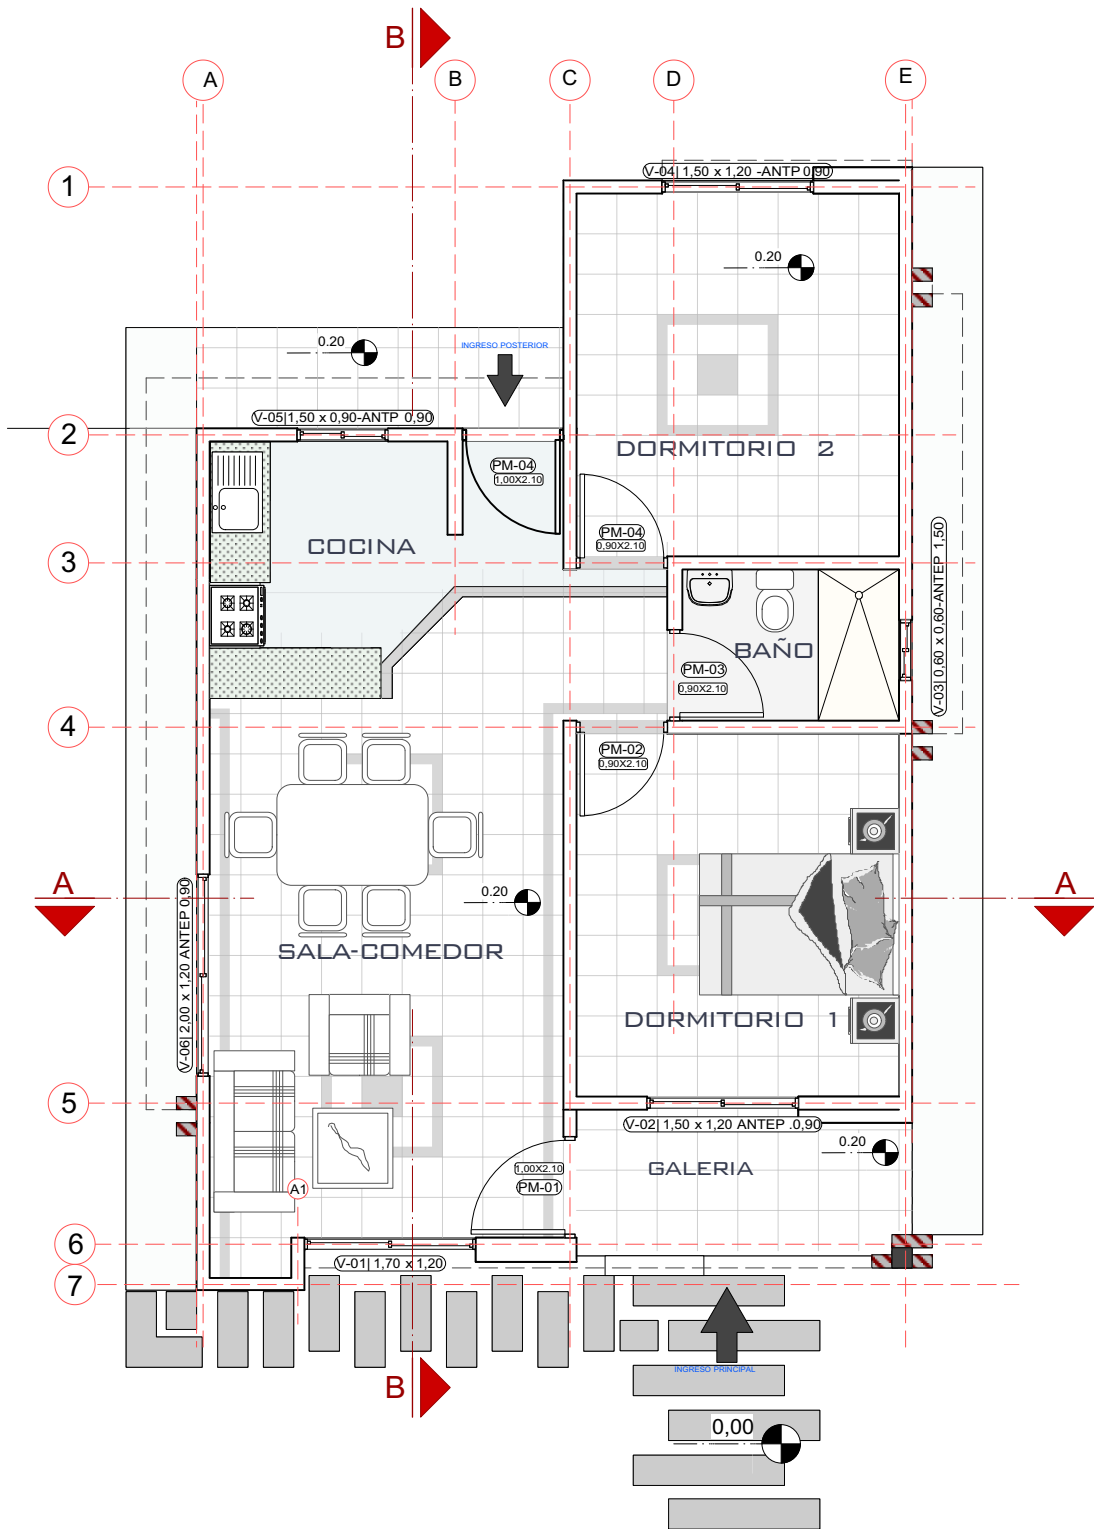 B
A
B
C
D
E
1
V-04| 1,50 x 1,20 -ANTP 0,90
0.20
0.20
INGRESO POSTERIOR
V-05|1,50 x 0,90-ANTP 0,90
2
DORMITORIO 2
PM-04
1,00X2.10
PM-04
0,90X2.10
COCINA
3
V-03| 0,60 x 0,60-ANTEP 1.50
BAÑO
PM-03
0,90X2.10
4
PM-02
0,90X2.10
A
A
V-06| 2,00 x 1,20 ANTEP 0,90
0.20
SALA-COMEDOR
DORMITORIO 1
5
V-02| 1,50 x 1,20 ANTEP .0,90
0.20
GALERIA
1,00X2.10
PM-01
A1
6
V-01| 1,70 x 1,20
7
INGRESO PRINCIPAL
B
0,00